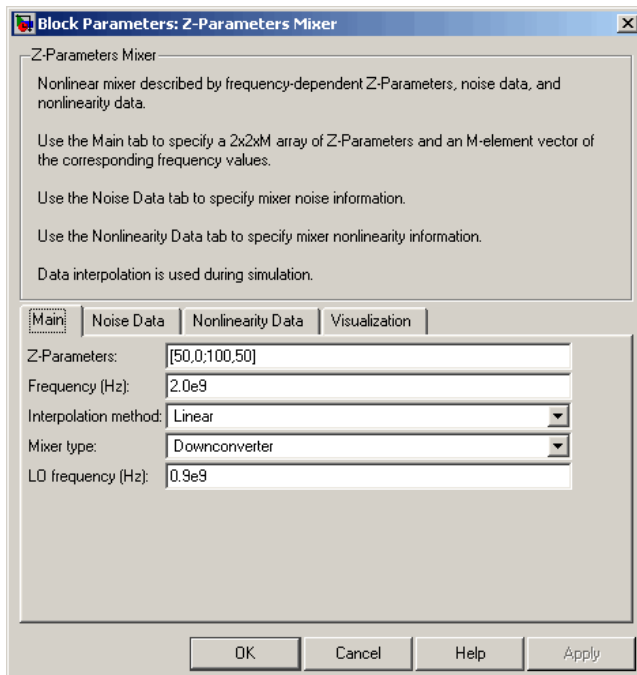 Block Parameters: Z-Parameters Mixer
Z-Parameters Mixer
Nonlinear mixer described by frequency-dependent Z-Parameters, noise data, and
nonlinearity data.
Use the Main tab to specify a 2x2xM array of Z-Parameters and an M-element vector of
the corresponding frequency values.
Use the Noise Data tab to specify mixer noise information.
Use the Nonlinearity Data tab to specify mixer nonlinearity information.
Data interpolation is used during simulation.
Main Noise Data Nonlinearity Data Visualization
Z-Parameters: [50,0;100,50]
Frequency (Hz): 2.0e9
Interpolation method: Linear
Mixer type: Downconverter
LO frequency (Hz): 0.9e9
OK Cancel Help Apply